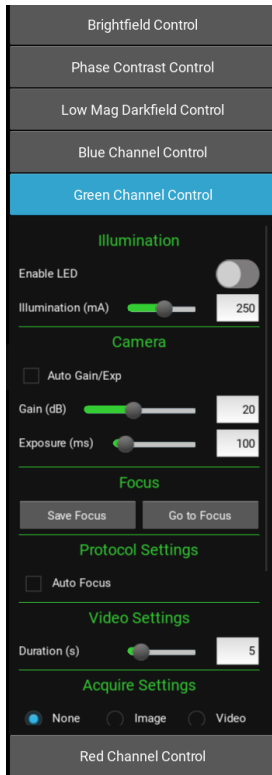 Brightfield Control
Phase Contrast Control
Low Mag Darkfield Control
Blue Channel Control
Green Channel Control
Illumination
Enable LED
Illumination (mA) 250
Camera
Auto Gain/Exp
Gain (dB) 20
Exposure (ms) 100
Focus
Save Focus Go to Focus
Protocol Settings
Auto Focus
Video Settings
Duration (s) 5
Acquire Settings
None Image Video
Red Channel Control